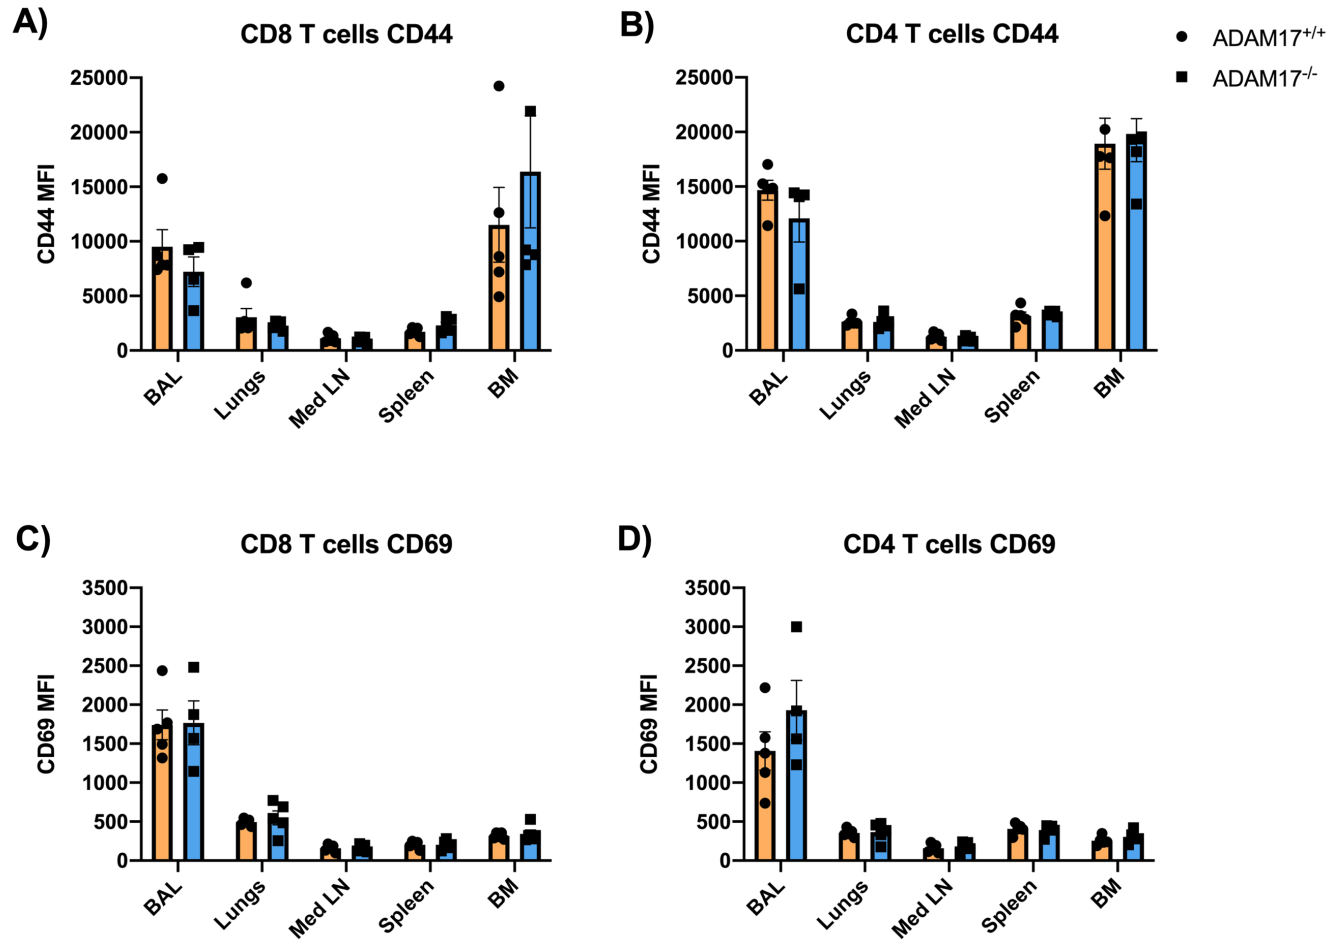 A)
CD8 T cells CD44
CD44 MFI
25000
20000
15000
10000
5000
0
BAL
Lungs
Med LN
Spleen
BM
B)
CD4 T cells CD44
CD44 MFI
25000
20000
15000
10000
5000
0
BAL
Lungs
Med LN
Spleen
BM
ADAM17+/+
ADAM17-/-
C)
CD8 T cells CD69
CD69 MFI
3500
3000
2500
2000
1500
1000
500
0
BAL
Lungs
Med LN
Spleen
BM
D)
CD4 T cells CD69
CD69 MFI
3500
3000
2500
2000
1500
1000
500
0
BAL
Lungs
Med LN
Spleen
BM